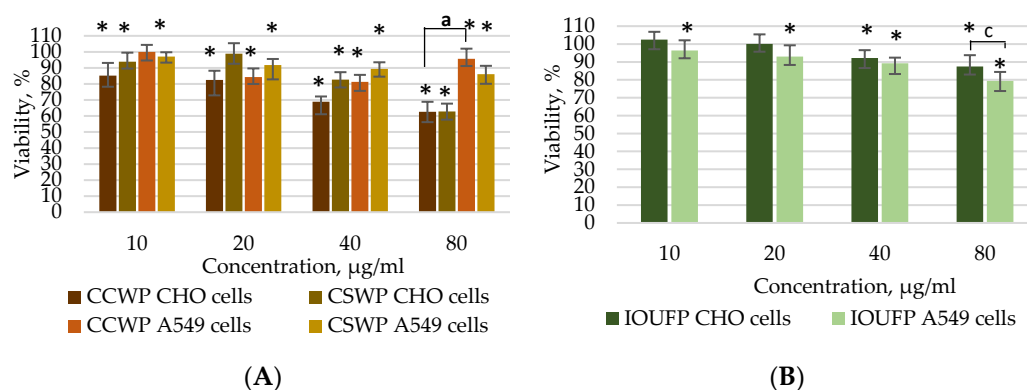 110
100
90
80
70
60
50
40
30
20
10
0
Viability, %
* * * * * * * * * * * * * * a
10 20 40 80
Concentration, µg/ml
CCWP CHO cells CSWP CHO cells
CCWP A549 cells CSWP A549 cells
(A)
110
100
90
80
70
60
50
40
30
20
10
0
Viability, %
* * * * * c *
10 20 40 80
Concentration, µg/ml
IOUFP CHO cells IOUFP A549 cells
(B)